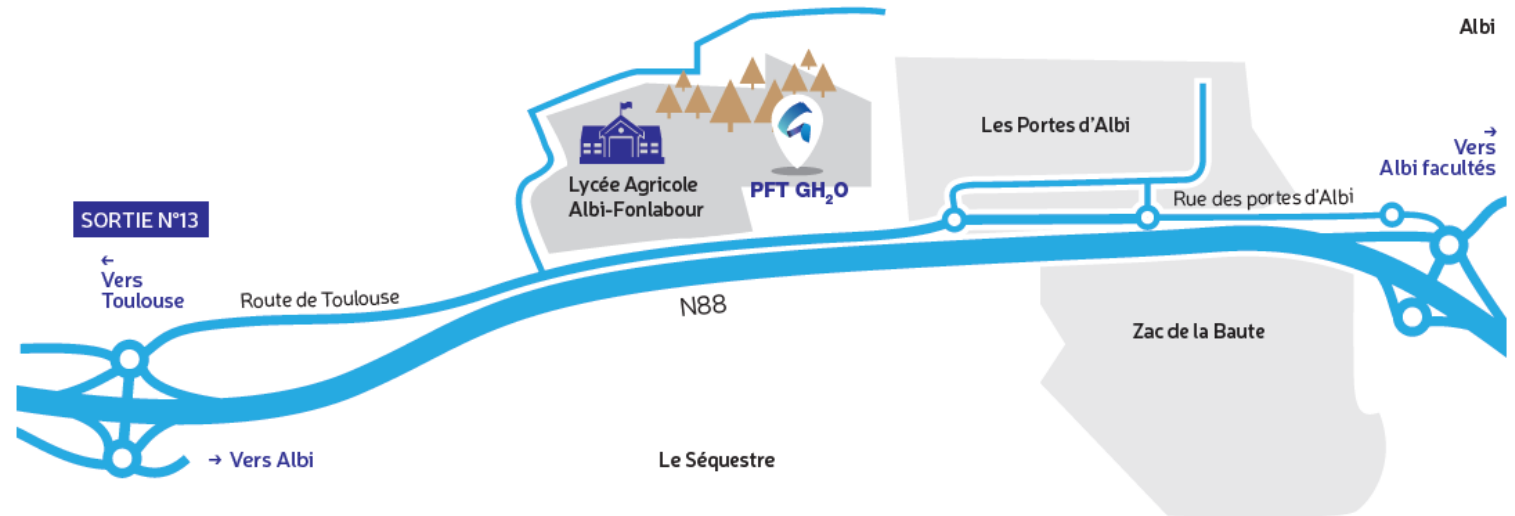 Albi
Les Portes d'Albi
→
Vers
Albi facultés
Lycée Agricole
Albi-Fonlabour
PFT GH₂O
Rue des portes d'Albi
SORTIE N°13
←
Vers
Toulouse
Route de Toulouse
N88
Zac de la Baute
→ Vers Albi
Le Séquestre